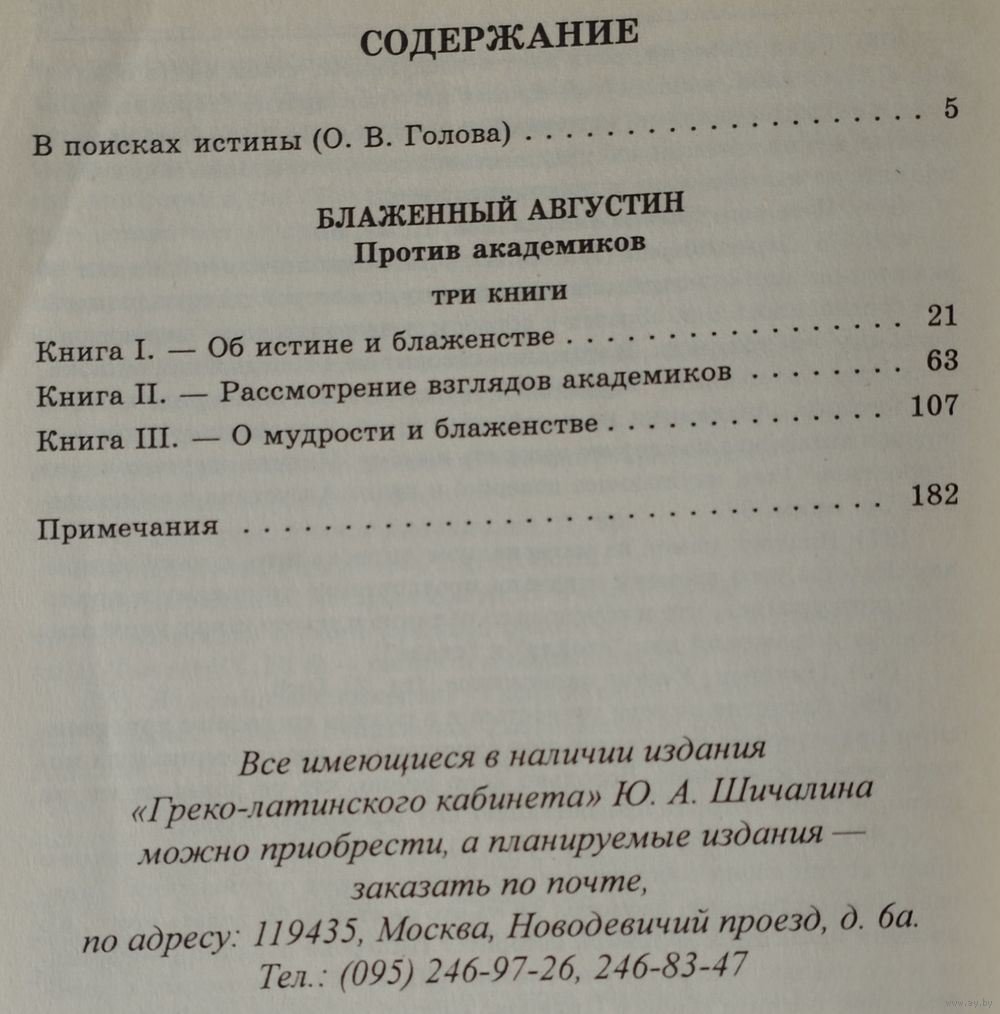 СОДЕРЖАНИЕ
В поисках истины (О. В. Голова) . . . . . . . . . . . . . . . . . . . . 5
БЛАЖЕННЫЙ АВГУСТИН
Против академиков
ТРИ КНИГИ
Книга I. — Об истине и блаженстве . . . . . . . . . . . . . . . . . 21
Книга II. — Рассмотрение взглядов академиков . . . . . . . . 63
Книга III. — О мудрости и блаженстве . . . . . . . . . . . . . . 107
Примечания . . . . . . . . . . . . . . . . . . . . . . . . . . . . . . . . 182
Все имеющиеся в наличии издания
«Греко-латинского кабинета» Ю. А. Шичалина
можно приобрести, а планируемые издания —
заказать по почте,
по адресу: 119435, Москва, Новодевичий проезд, д. 6а.
Тел.: (095) 246-97-26, 246-83-47
www.ay.by